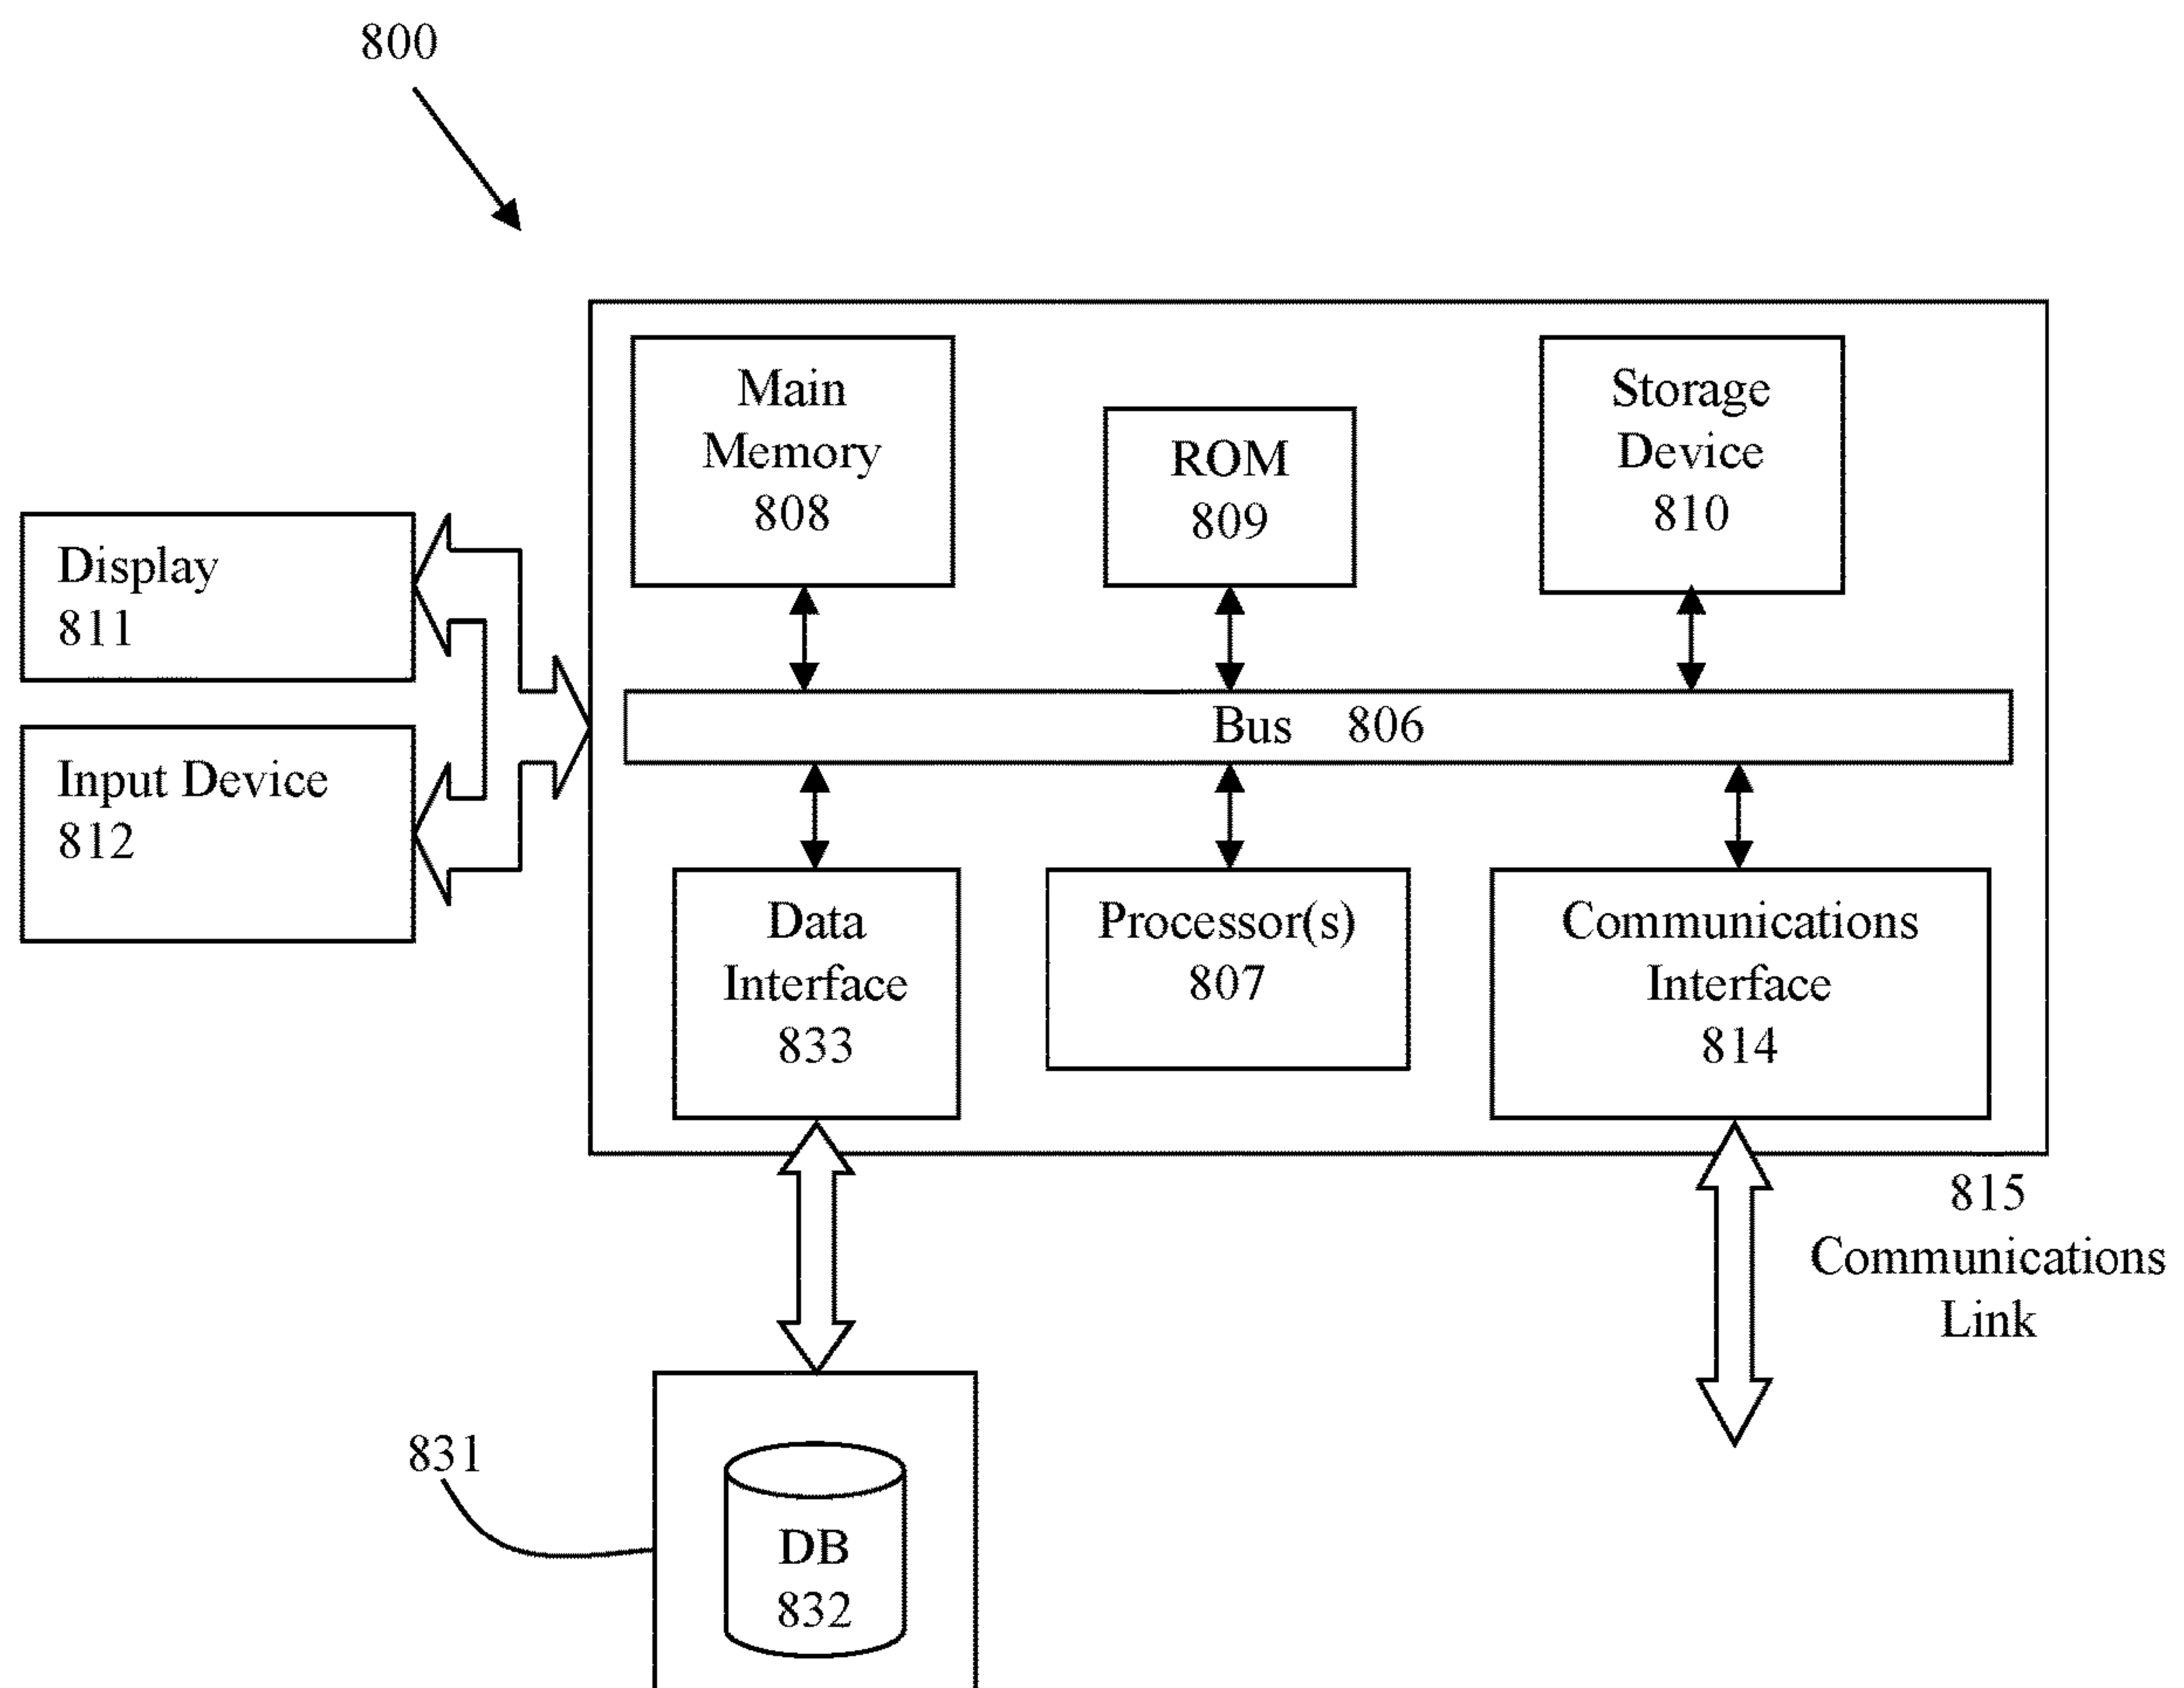 800
Main
Memory
808
ROM
809
Storage
Device
810
Display
811
Input Device
812
Bus 806
Data
Interface
833
Processor(s)
807
Communications
Interface
814
815
Communications
Link
831
DB
832